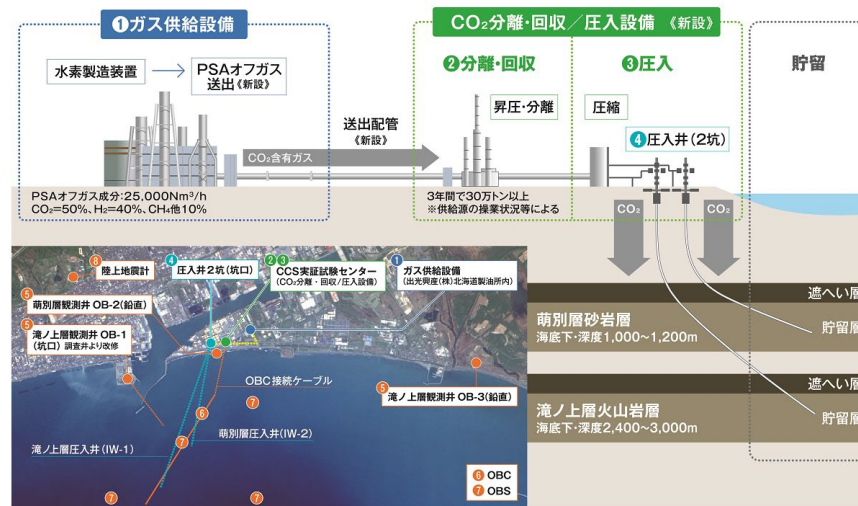 ❶ガス供給設備
水素製造装置
PSAオフガス
送出《新設》
CO₂含有ガス
送出配管
《新設》
PSAオフガス成分:25,000Nm³/h
CO₂=50%、H₂=40%、CH₄他10%
CO₂分離・回収／圧入設備 《新設》
❷分離・回収
昇圧・分離
3年間で30万トン以上
※供給源の操業状況等による
❸圧入
圧縮
❹圧入井(2坑)
貯留
CO₂
CO₂
遮へい層
萌別層砂岩層
海底下・深度1,000~1,200m
貯留層
遮へい層
滝ノ上層火山岩層
海底下・深度2,400~3,000m
貯留層
❽
陸上地震計
❹
圧入井2坑(坑口)
❷❸
CCS実証試験センター
(CO₂分離・回収/圧入設備)
❶
ガス供給設備
(出光興産(株)北海道製油所内)
❺
萌別層観測井 OB-2(鉛直)
❺
滝ノ上層観測井 OB-1
(坑口) 調査井より改修
OBC接続ケーブル
❺
滝ノ上層観測井 OB-3(鉛直)
❼
❻
萌別層圧入井(IW-2)
❼
滝ノ上層圧入井(IW-1)
❼
❼
❻ OBC
❼ OBS